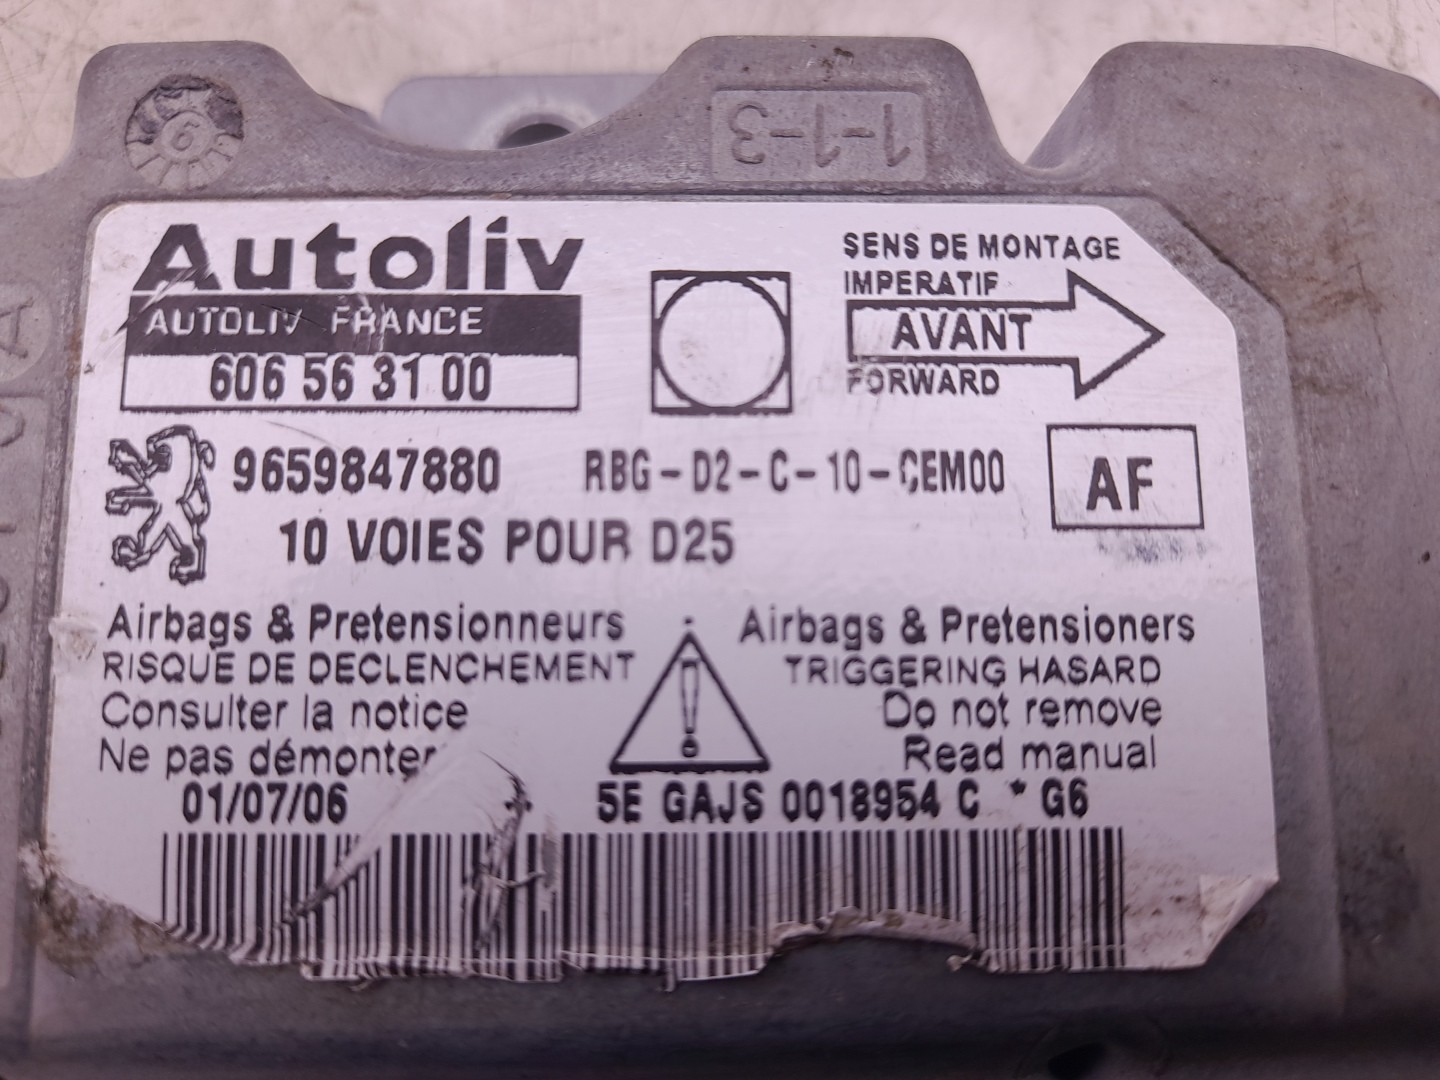 6
1-1-3
Autoliv
AUTOLIV FRANCE
606 56 31 00
SENS DE MONTAGE
IMPERATIF
AVANT
FORWARD
9659847880 RBG-D2-C-10-CEM00
AF
10 VOIES POUR D25
Airbags & Pretensionneurs
RISQUE DE DECLENCHEMENT
Consulter la notice
Ne pas démonter
Airbags & Pretensioners
TRIGGERING HASARD
Do not remove
Read manual
01/07/06 5E GAJS 0018954 C * G6